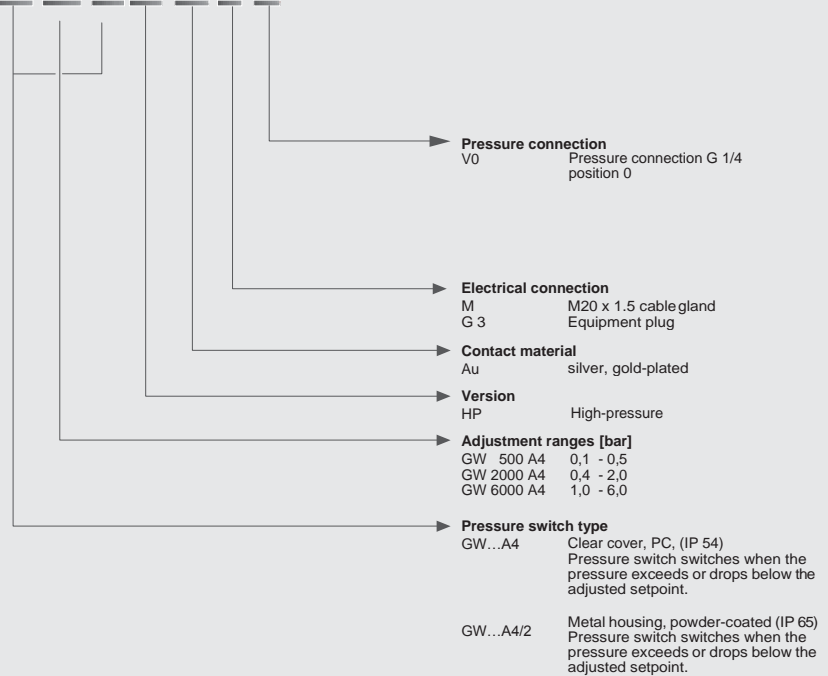 Pressure connection
V0 Pressure connection G 1/4
position 0
Electrical connection
M M20 x 1.5 cable gland
G 3 Equipment plug
Contact material
Au silver, gold-plated
Version
HP High-pressure
Adjustment ranges [bar]
GW 500 A4 0,1 - 0,5
GW 2000 A4 0,4 - 2,0
GW 6000 A4 1,0 - 6,0
Pressure switch type
GW…A4 Clear cover, PC, (IP 54)
Pressure switch switches when the
pressure exceeds or drops below the
adjusted setpoint.
GW…A4/2 Metal housing, powder-coated (IP 65)
Pressure switch switches when the
pressure exceeds or drops below the
adjusted setpoint.